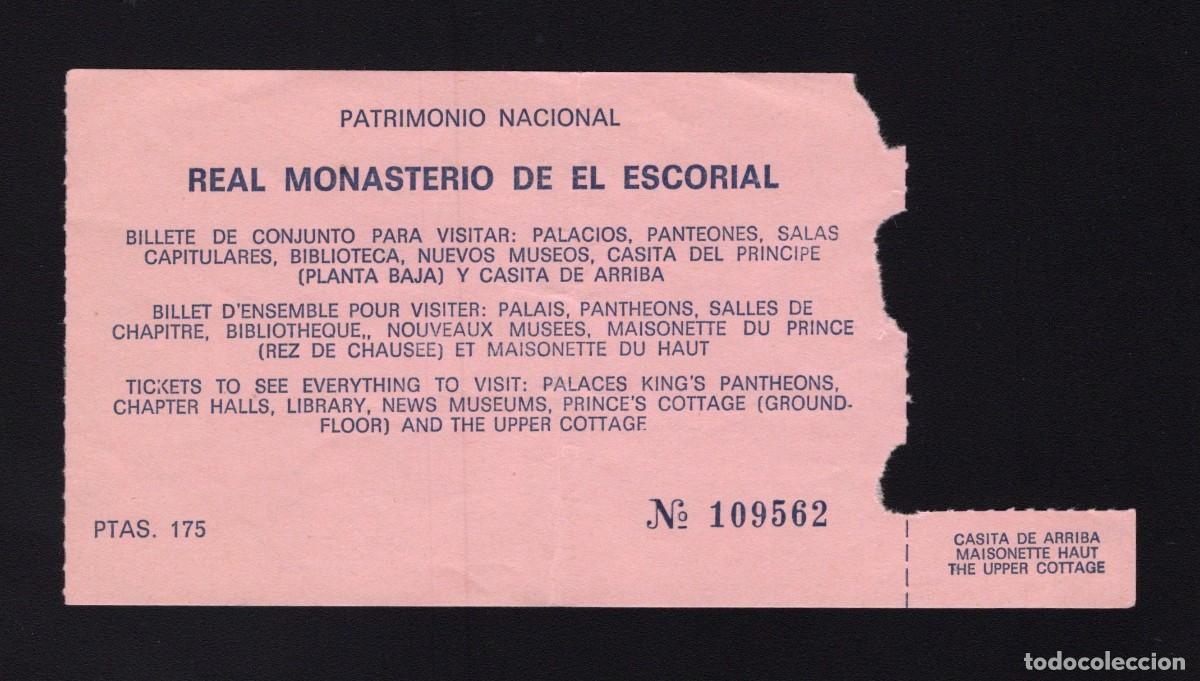 PATRIMONIO NACIONAL
REAL MONASTERIO DE EL ESCORIAL
BILLETE DE CONJUNTO PARA VISITAR: PALACIOS, PANTEONES, SALAS
CAPITULARES, BIBLIOTECA, NUEVOS MUSEOS, CASITA DEL PRINCIPE
(PLANTA BAJA) Y CASITA DE ARRIBA
BILLET D'ENSEMBLE POUR VISITER: PALAIS, PANTHEONS, SALLES DE
CHAPITRE, BIBLIOTHEQUE,, NOUVEAUX MUSEES, MAISONETTE DU PRINCE
(REZ DE CHAUSEE) ET MAISONETTE DU HAUT
TICKETS TO SEE EVERYTHING TO VISIT: PALACES KING'S PANTHEONS,
CHAPTER HALLS, LIBRARY, NEWS MUSEUMS, PRINCE'S COTTAGE (GROUND-
FLOOR) AND THE UPPER COTTAGE
PTAS. 175
Nº 109562
CASITA DE ARRIBA
MAISONETTE HAUT
THE UPPER COTTAGE
todocoleccion